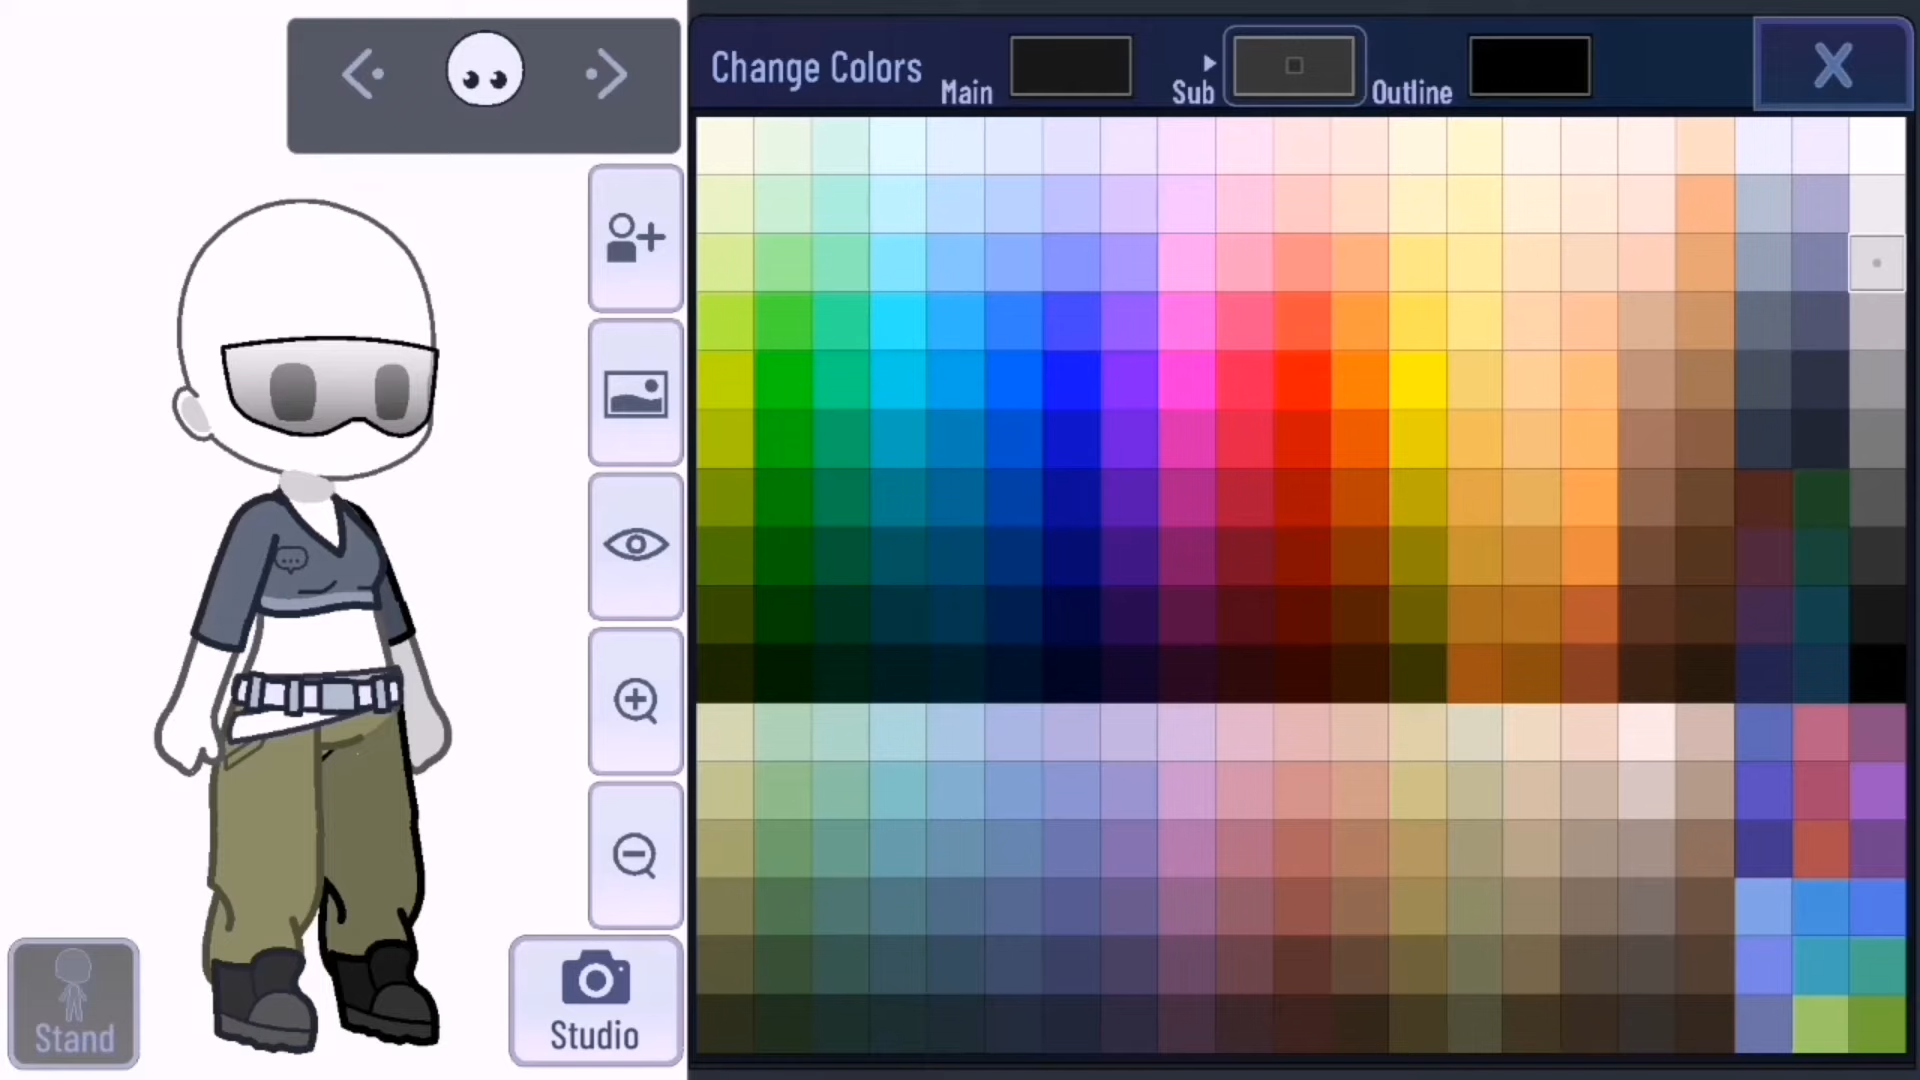 Change Colors
Main
Sub
Outline
X
Stand
Studio